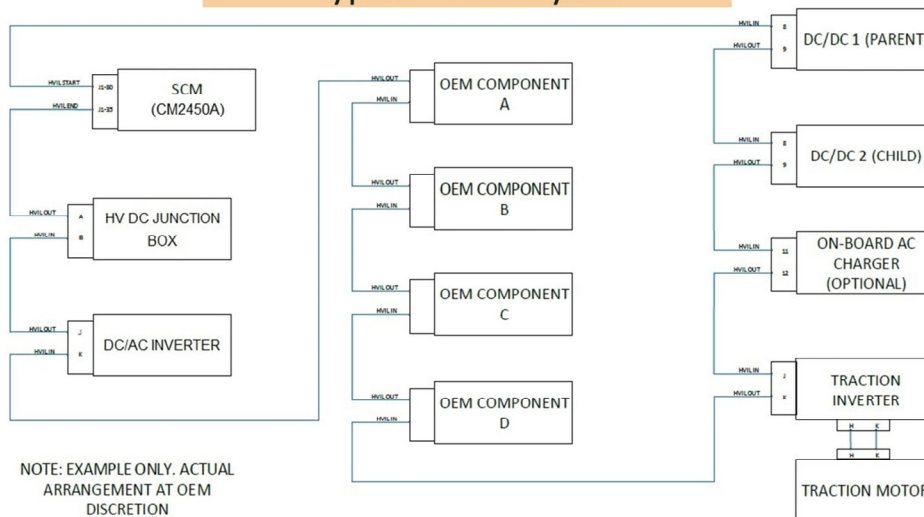 HVIL START
J1-80
SCM
(CM2450A)
HVIL END
J1-35
HVIL OUT
A
HV DC JUNCTION
BOX
HVIL IN
B
HVIL OUT
J
DC/AC INVERTER
HVIL IN
K
NOTE: EXAMPLE ONLY. ACTUAL
ARRANGEMENT AT OEM
DISCRETION
HVIL OUT
OEM COMPONENT
A
HVIL IN
HVIL OUT
OEM COMPONENT
B
HVIL IN
HVIL OUT
OEM COMPONENT
C
HVIL IN
HVIL OUT
OEM COMPONENT
D
HVIL IN
HVIL IN
8
DC/DC 1 (PARENT
HVIL OUT
9
HVIL IN
8
DC/DC 2 (CHILD)
HVIL OUT
9
HVIL IN
11
ON-BOARD AC
CHARGER
(OPTIONAL)
HVIL OUT
12
HVIL IN
J
TRACTION
INVERTER
HVIL OUT
K
H K
H K
TRACTION MOTOR